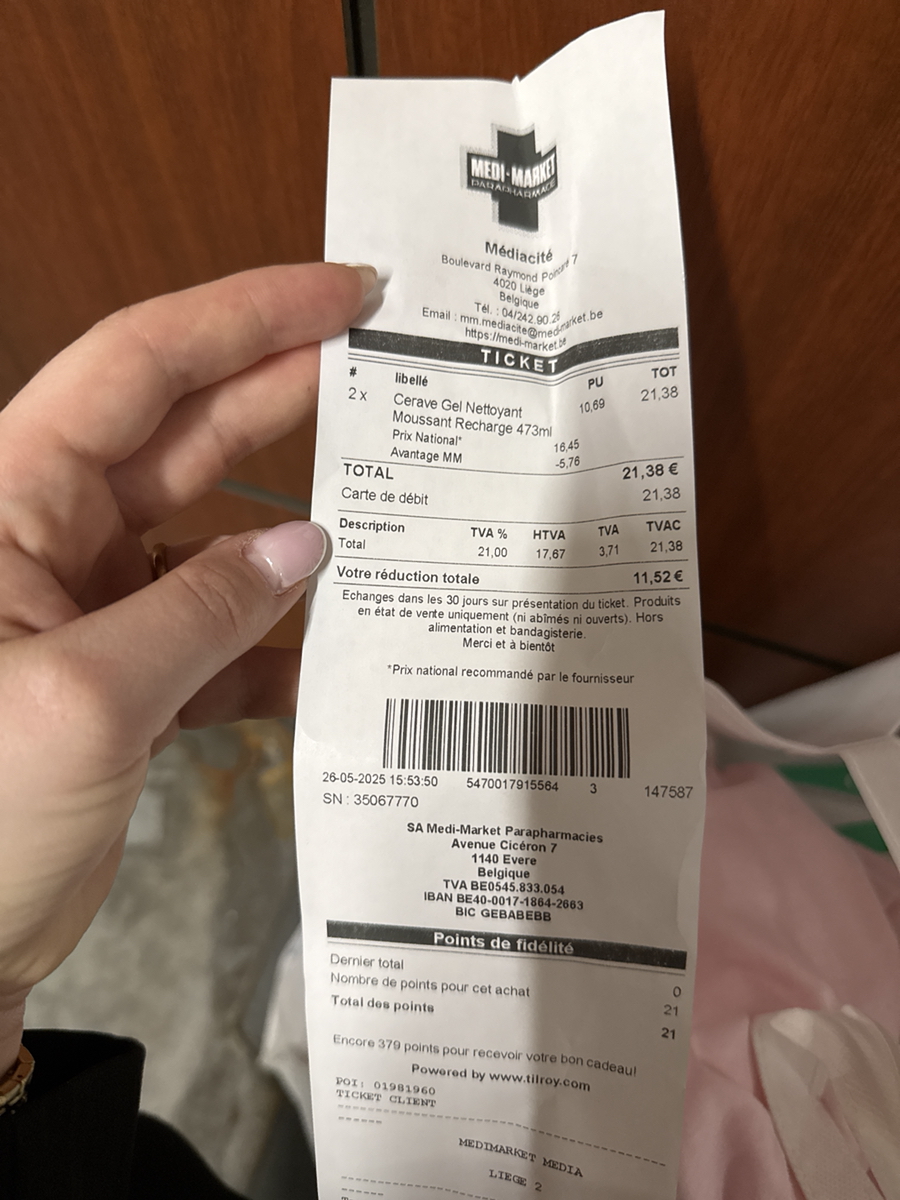 MEDI-MARKET
PARAPHARMACIE
Médiacité
Boulevard Raymond Poincaré 7
4020 Liège
Belgique
Tél. : 04/242.90.26
Email : mm.mediacite@medi-market.be
https://medi-market.be
TICKET
# libellé PU TOT
2 x Cerave Gel Nettoyant 10,69 21,38
Moussant Recharge 473ml
Prix National* 16,45
Avantage MM -5,76
TOTAL 21,38 €
Carte de débit 21,38
Description TVA % HTVA TVA TVAC
Total 21,00 17,67 3,71 21,38
Votre réduction totale 11,52 €
Echanges dans les 30 jours sur présentation du ticket. Produits
en état de vente uniquement (ni abîmés ni ouverts). Hors
alimentation et bandagisterie.
Merci et à bientôt
*Prix national recommandé par le fournisseur
26-05-2025 15:53:50 5470017915564 3 147587
SN : 35067770
SA Medi-Market Parapharmacies
Avenue Cicéron 7
1140 Evere
Belgique
TVA BE0545.833.054
IBAN BE40-0017-1864-2663
BIC GEBABEBB
Points de fidélité
Dernier total 0
Nombre de points pour cet achat 21
Total des points 21
Encore 379 points pour recevoir votre bon cadeau!
Powered by www.tilroy.com
POI: 01981960
TICKET CLIENT
MEDIMARKET MEDIA
LIEGE 2